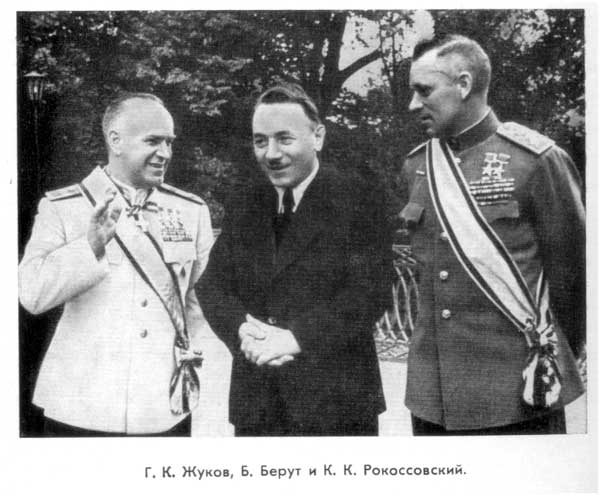 Г. К. Жуков, Б. Берут и К. К. Рокоссовский.